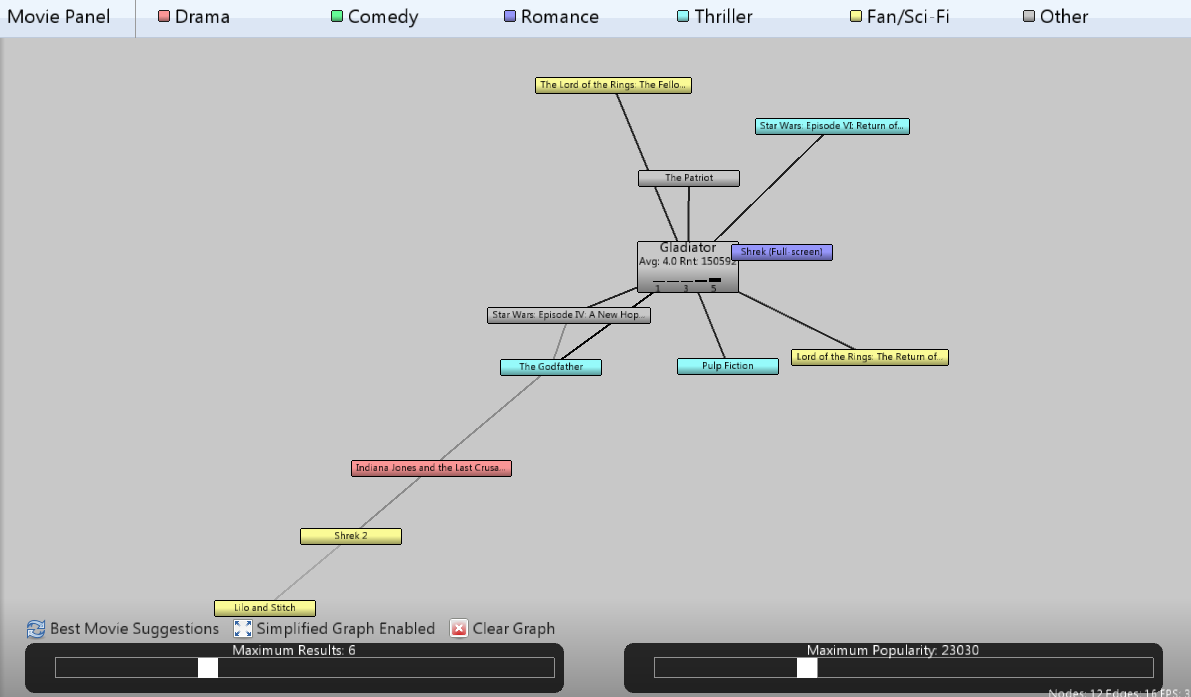 Movie Panel
Drama
Comedy
Romance
Thriller
Fan/Sci-Fi
Other
The Lord of the Rings: The Fello...
Star Wars: Episode VI: Return of...
The Patriot
Gladiator
Avg: 4.0 Rnt: 150592
1 3 5
Shrek (Full-screen)
Star Wars: Episode IV: A New Hop...
The Godfather
Pulp Fiction
Lord of the Rings: The Return of...
Indiana Jones and the Last Crusa...
Shrek 2
Lilo and Stitch
Best Movie Suggestions
Simplified Graph Enabled
Clear Graph
Maximum Results: 6
Maximum Popularity: 23030
Nodes: 12 Edges: 16 FPS: